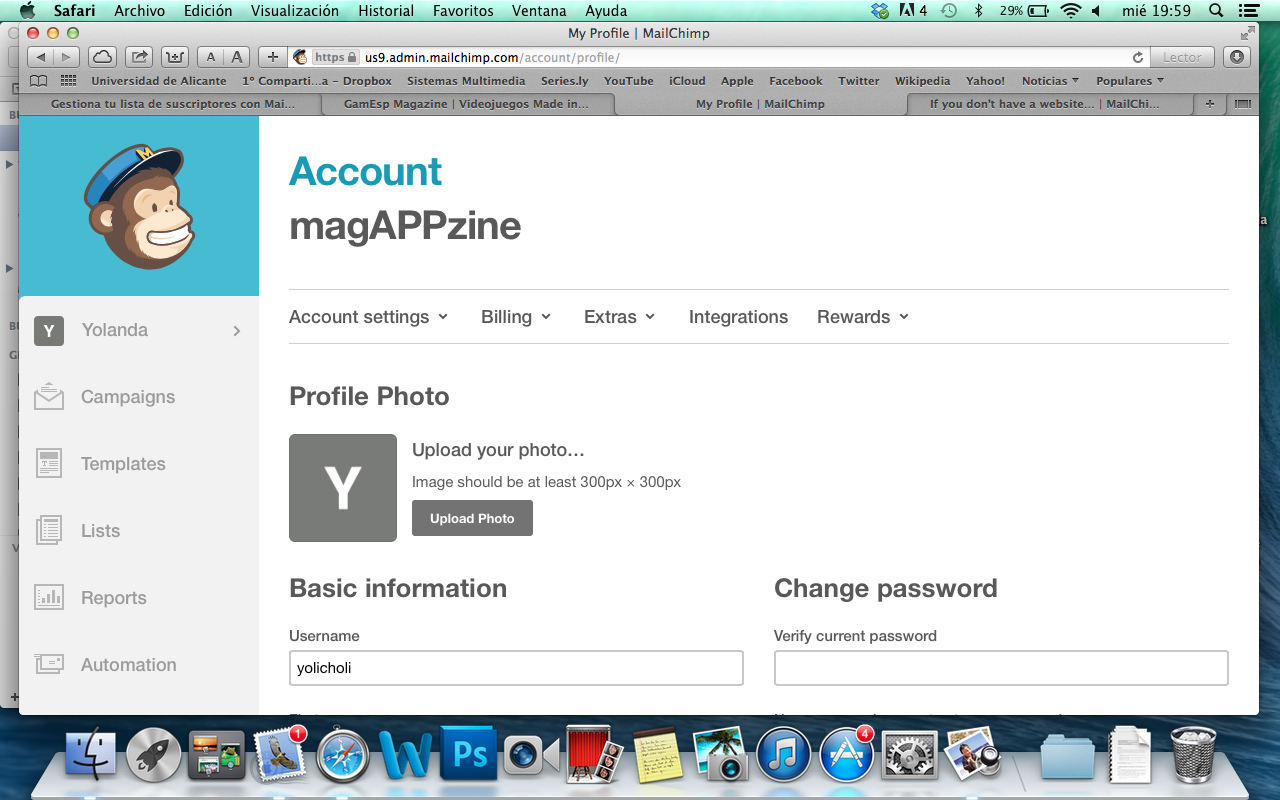 Safari Archivo Edición Visualización Historial Favoritos Ventana Ayuda 4 29% mié 19:59
My Profile | MailChimp
A A + https us9.admin.mailchimp.com/account/profile/ Lector
Universidad de Alicante 1º Comparti...a – Dropbox Sistemas Multimedia Series.ly YouTube iCloud Apple Facebook Twitter Wikipedia Yahoo! Noticias Populares
Gestiona tu lista de suscriptores con Mai... GamEsp Magazine | Videojuegos Made in... My Profile | MailChimp If you don't have a website... | MailChi... +
Account
magAPPzine
Account settings Billing Extras Integrations Rewards
Y Yolanda
Campaigns
Templates
Lists
Reports
Automation
Profile Photo
Y
Upload your photo...
Image should be at least 300px × 300px
Upload Photo
Basic information
Username
yolicholi
Change password
Verify current password
1
Ps
4